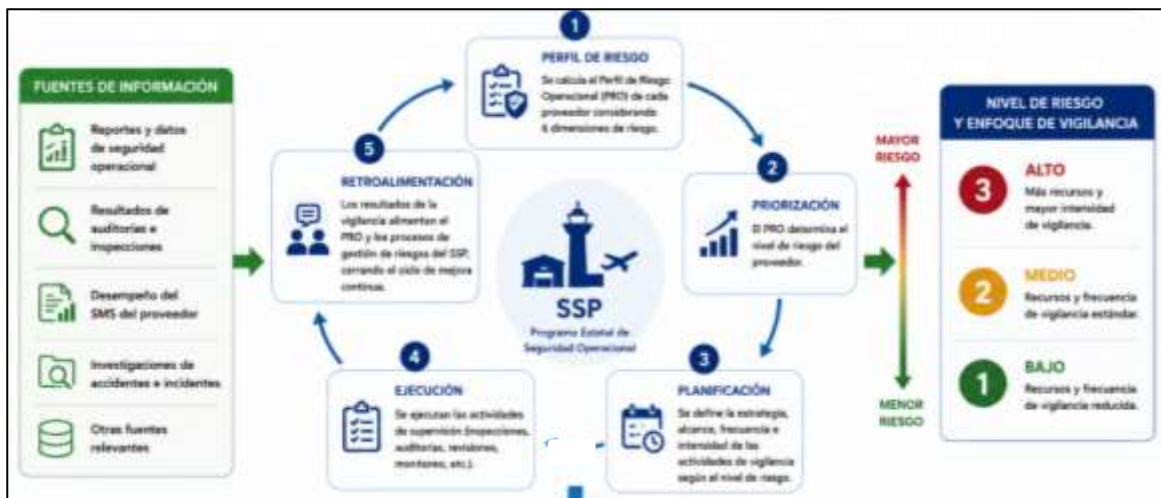 FUENTES DE INFORMACIÓN
Reportes y datos
de seguridad
operacional
Resultados de
auditorías e
inspecciones
Desempeño del
SMS del proveedor
Investigaciones de
accidentes e incidentes
Otras fuentes
relevantes
1
PERFIL DE RIESGO
Se calcula el Perfil de Riesgo
Operacional (PRO) de cada
proveedor considerando
6 dimensiones de riesgo.
2
PRIORIZACIÓN
El PRO determina el
nivel de riesgo del
proveedor.
3
PLANIFICACIÓN
Se define la estrategia,
alcance, frecuencia e
intensidad de las
actividades de vigilancia
según el nivel de riesgo.
4
EJECUCIÓN
Se ejecutan las actividades
de supervisión (inspecciones,
auditorías, revisiones,
monitoreo, etc.).
5
RETROALIMENTACIÓN
Los resultados de la
vigilancia alimentan el
PRO y los procesos de
gestión de riesgos del SSP,
cerrando el ciclo de mejora
continua.
SSP
Programa Estatal de
Seguridad Operacional
MAYOR
RIESGO
MENOR
RIESGO
NIVEL DE RIESGO
Y ENFOQUE DE VIGILANCIA
3
ALTO
Más recursos y
mayor intensidad
de vigilancia.
2
MEDIO
Recursos y frecuencia
de vigilancia estándar.
1
BAJO
Recursos y frecuencia
de vigilancia reducida.